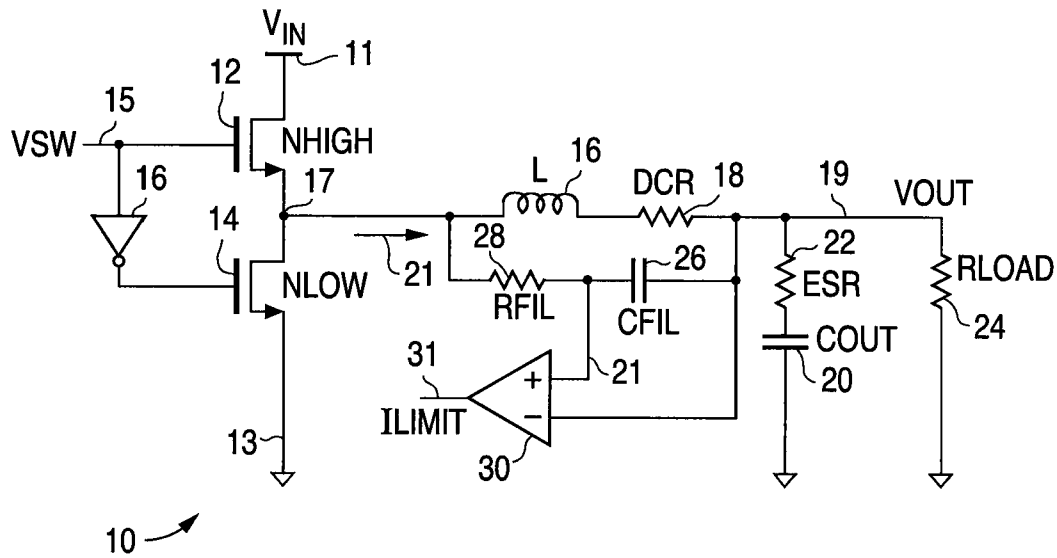 VIN
11
12
15
VSW
NHIGH
16
17
L
16
DCR
18
19
VOUT
14
21
28
26
22
RLOAD
NLOW
RFIL
CFIL
ESR
24
31
+
21
COUT
20
ILIMIT
−
13
30
10